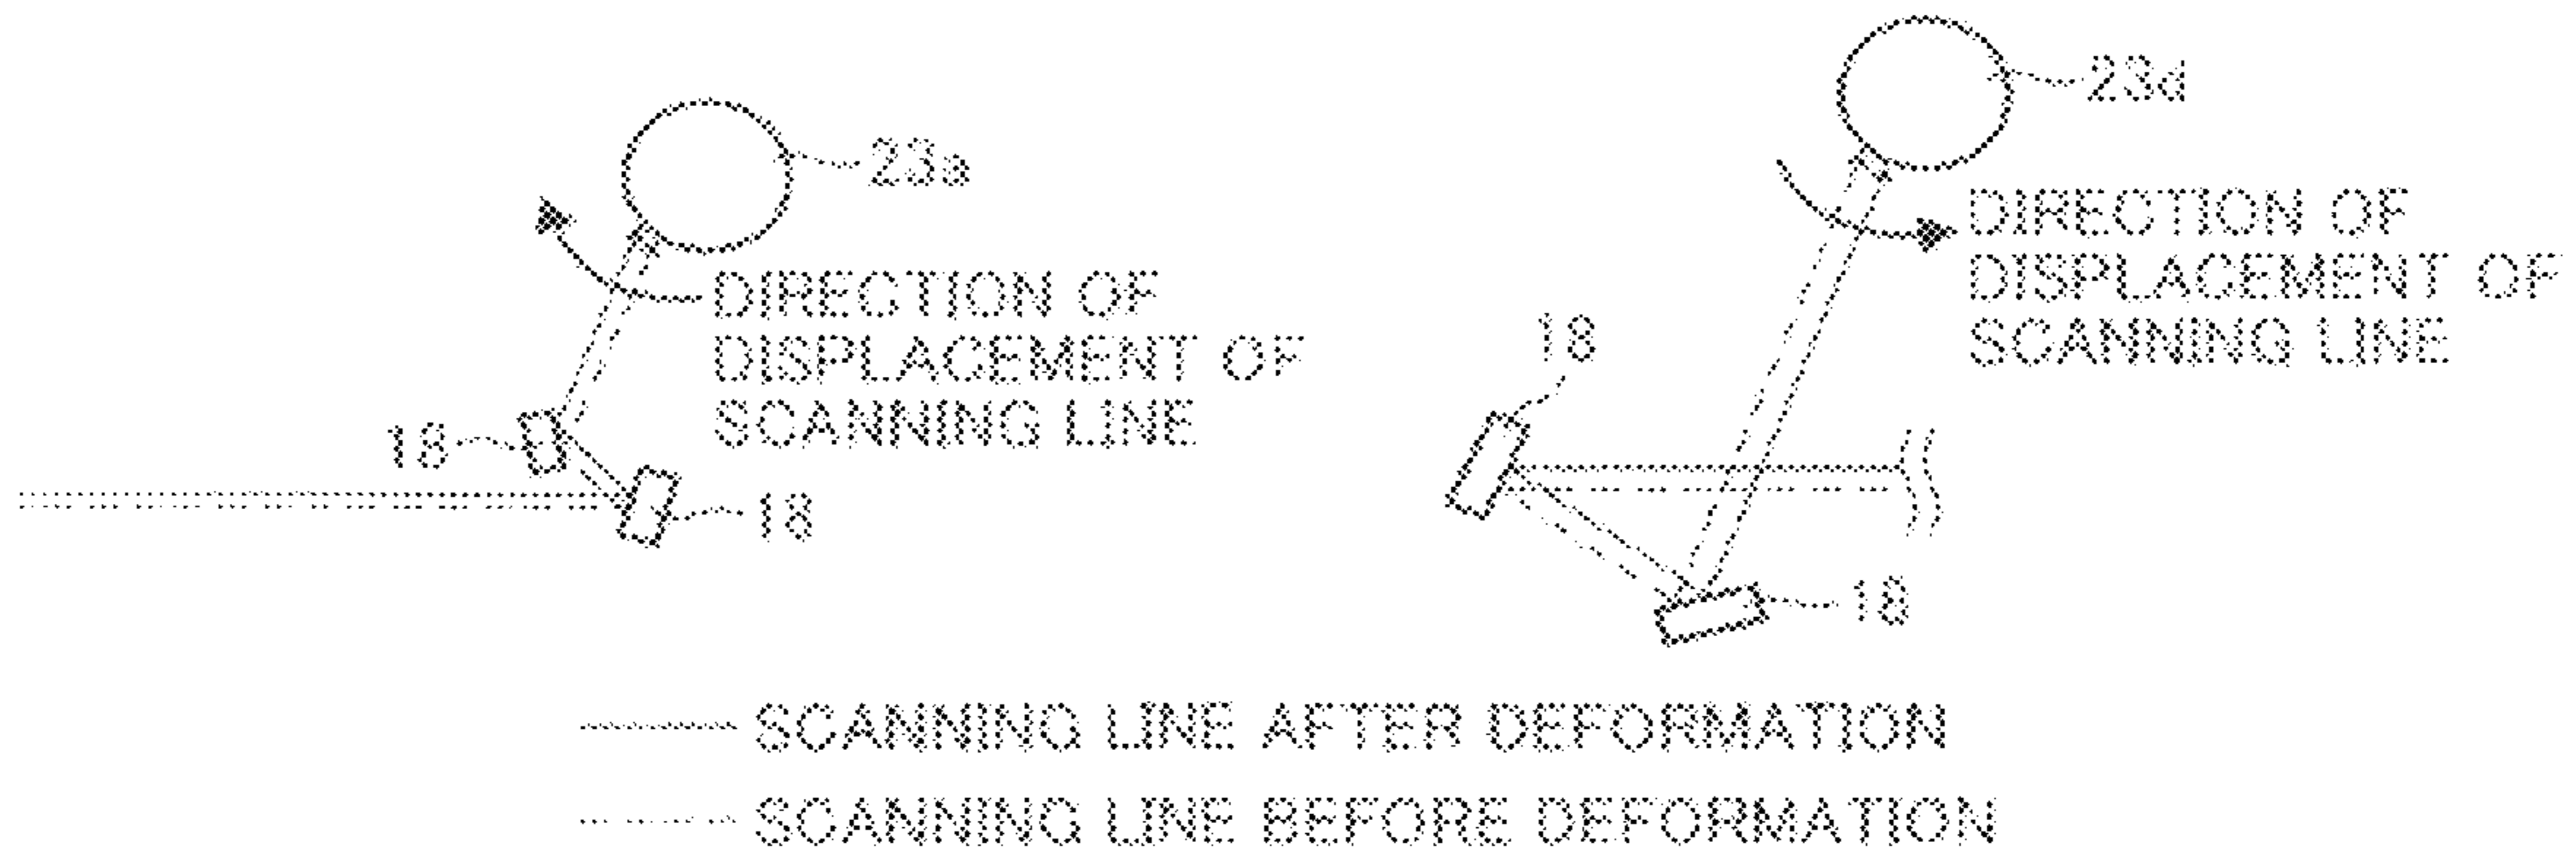 23a
DIRECTION OF
DISPLACEMENT OF
SCANNING LINE
18
18
23d
DIRECTION OF
DISPLACEMENT OF
SCANNING LINE
18
18
SCANNING LINE AFTER DEFORMATION
SCANNING LINE BEFORE DEFORMATION